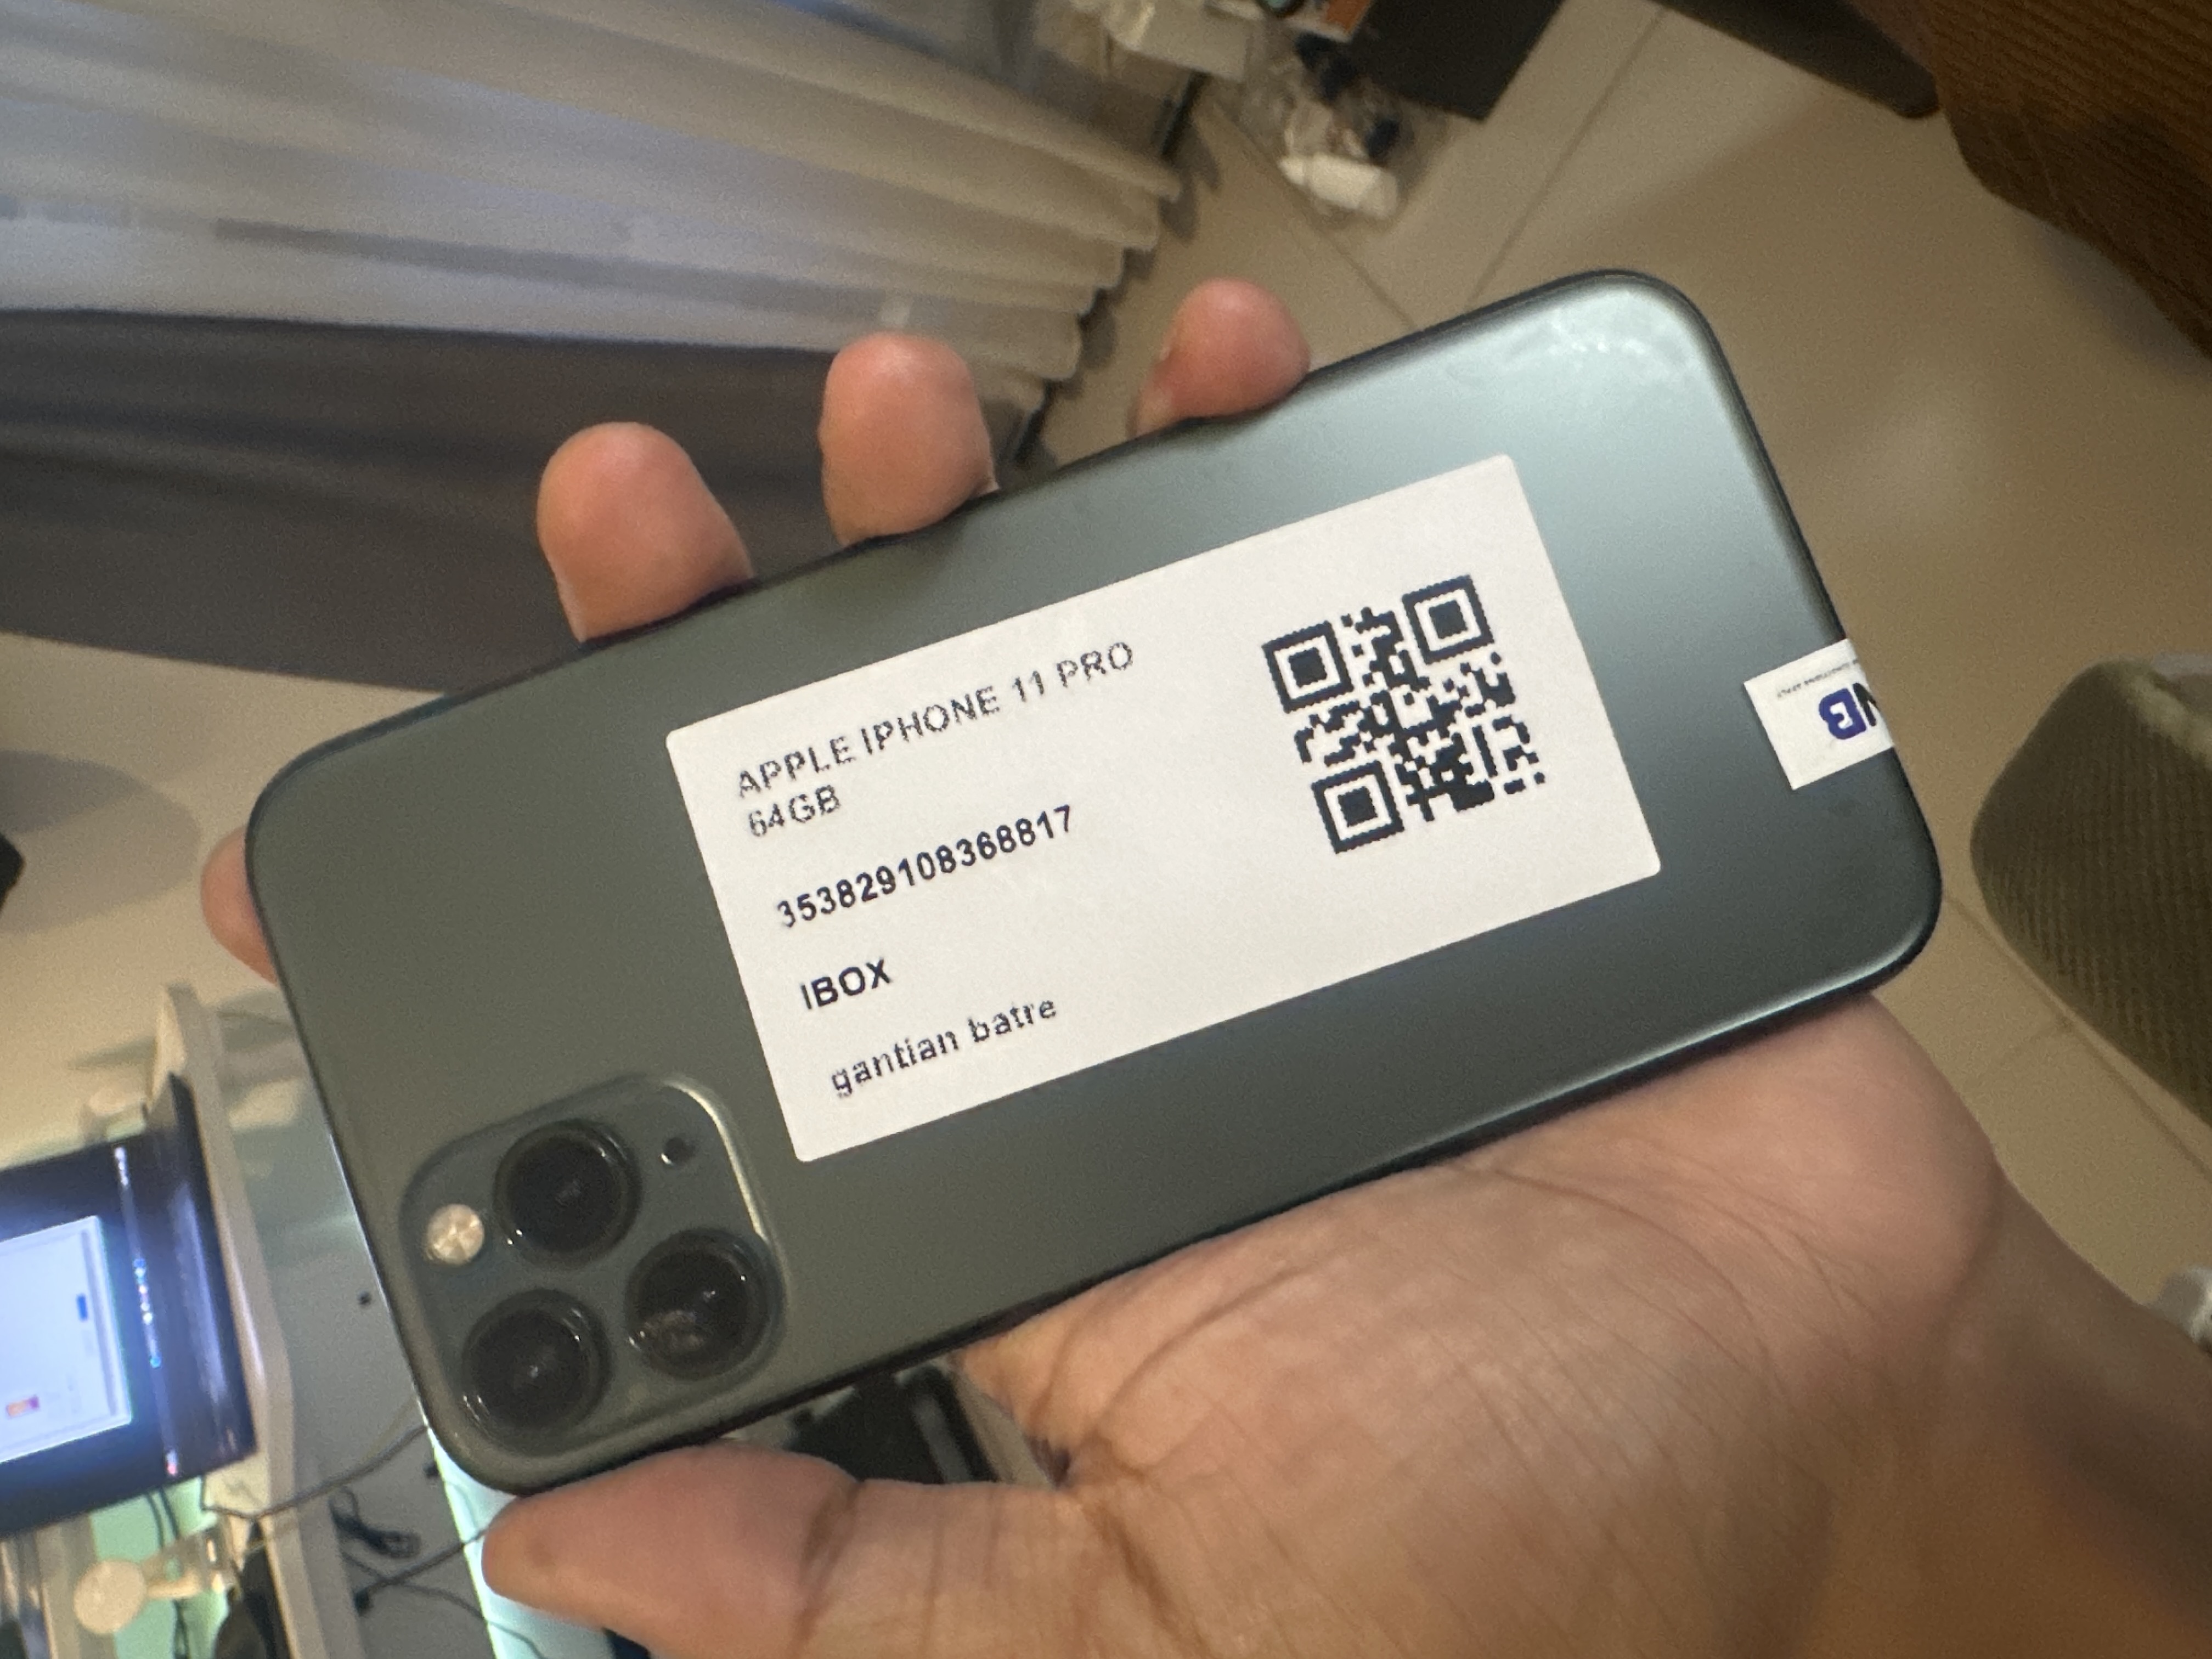 APPLE IPHONE 11 PRO
64GB
353829108368817
IBOX
gantian batre